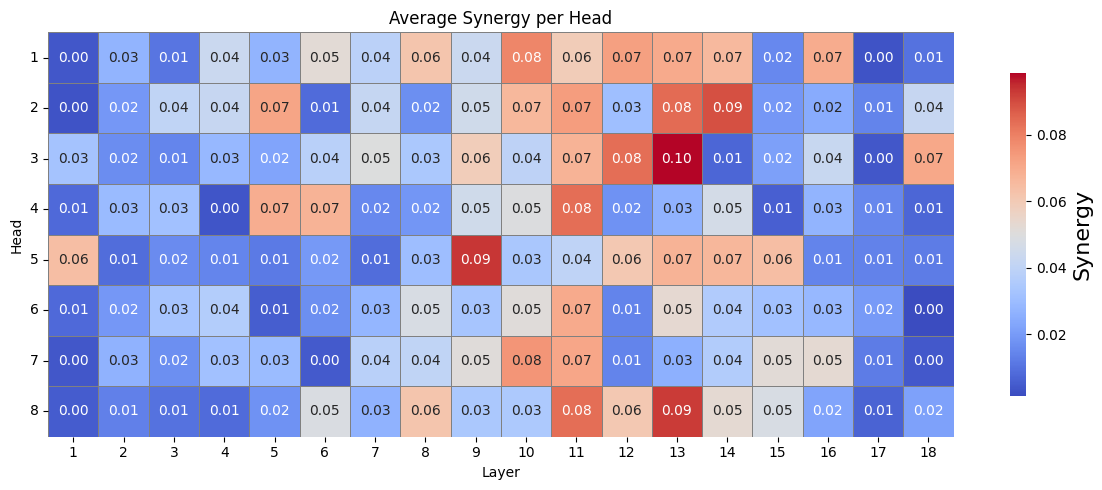 Average Synergy per Head
1 0.00 0.03 0.01 0.04 0.03 0.05 0.04 0.06 0.04 0.08 0.06 0.07 0.07 0.07 0.02 0.07 0.00 0.01
2 0.00 0.02 0.04 0.04 0.07 0.01 0.04 0.02 0.05 0.07 0.07 0.03 0.08 0.09 0.02 0.02 0.01 0.04
3 0.03 0.02 0.01 0.03 0.02 0.04 0.05 0.03 0.06 0.04 0.07 0.08 0.10 0.01 0.02 0.04 0.00 0.07
4 0.01 0.03 0.03 0.00 0.07 0.07 0.02 0.02 0.05 0.05 0.08 0.02 0.03 0.05 0.01 0.03 0.01 0.01
5 0.06 0.01 0.02 0.01 0.01 0.02 0.01 0.03 0.09 0.03 0.04 0.06 0.07 0.07 0.06 0.01 0.01 0.01
6 0.01 0.02 0.03 0.04 0.01 0.02 0.03 0.05 0.03 0.05 0.07 0.01 0.05 0.04 0.03 0.03 0.02 0.00
7 0.00 0.03 0.02 0.03 0.03 0.00 0.04 0.04 0.05 0.08 0.07 0.01 0.03 0.04 0.05 0.05 0.01 0.00
8 0.00 0.01 0.01 0.01 0.02 0.05 0.03 0.06 0.03 0.03 0.08 0.06 0.09 0.05 0.05 0.02 0.01 0.02
1 2 3 4 5 6 7 8 9 10 11 12 13 14 15 16 17 18
Layer
Head
0.08
0.06
0.04
0.02
Synergy